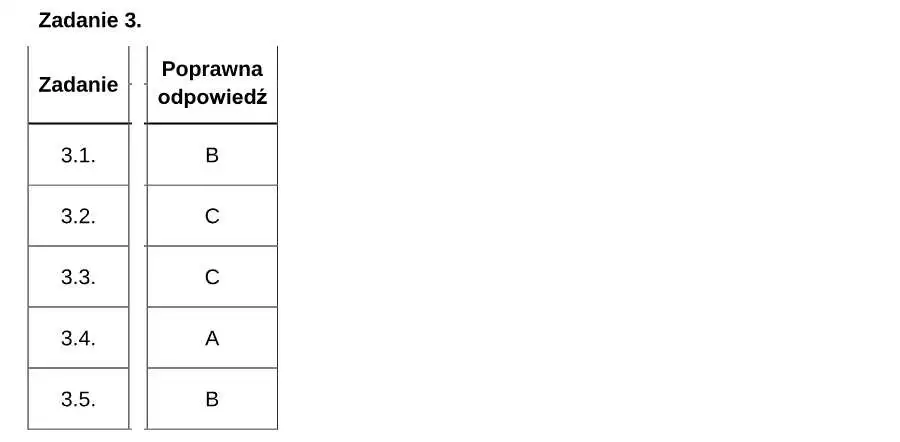 Zadanie 3.
Zadanie
Poprawna
odpowiedź
3.1. B
3.2. C
3.3. C
3.4. A
3.5. B